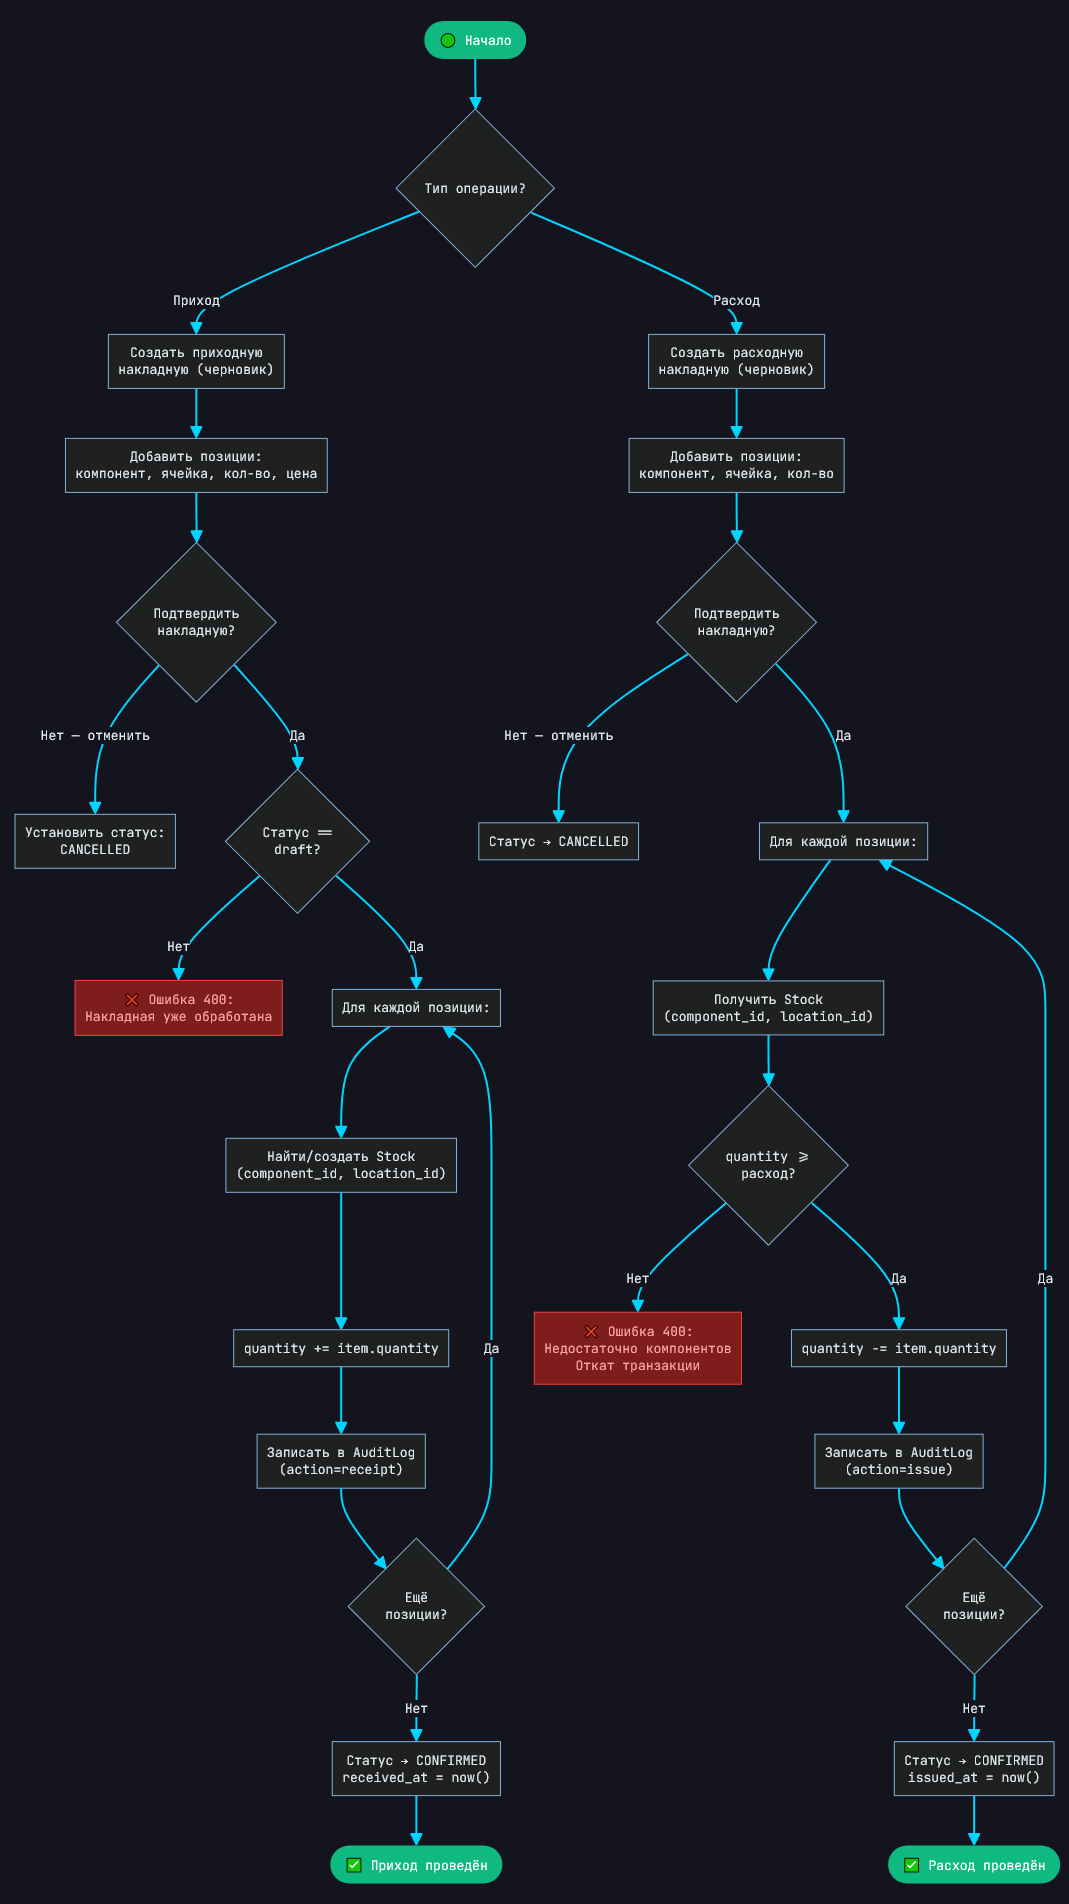 Начало
Тип операции?
Приход
Расход
Создать приходную
накладную (черновик)
Создать расходную
накладную (черновик)
Добавить позиции:
компонент, ячейка, кол-во, цена
Добавить позиции:
компонент, ячейка, кол-во
Подтвердить
накладную?
Подтвердить
накладную?
Нет — отменить
Да
Нет — отменить
Да
Установить статус:
CANCELLED
Статус ==
draft?
Статус → CANCELLED
Для каждой позиции:
Нет
Да
❌ Ошибка 400:
Накладная уже обработана
Для каждой позиции:
Получить Stock
(component_id, location_id)
Найти/создать Stock
(component_id, location_id)
quantity ⩾
расход?
Нет
Да
Да
❌ Ошибка 400:
Недостаточно компонентов
Откат транзакции
quantity += item.quantity
Да
quantity -= item.quantity
Записать в AuditLog
(action=receipt)
Записать в AuditLog
(action=issue)
Ещё
позиции?
Ещё
позиции?
Нет
Нет
Статус → CONFIRMED
received_at = now()
Статус → CONFIRMED
issued_at = now()
✅ Приход проведён
✅ Расход проведён